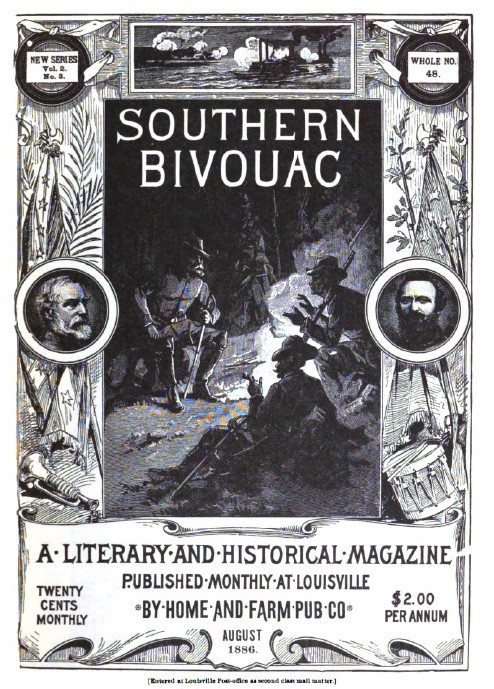 NEW SERIES
Vol. 2.
No. 3.
WHOLE NO.
48.
SOUTHERN
BIVOUAC
A·LITERARY·AND·HISTORICAL·MAGAZINE
PUBLISHED·MONTHLY·AT·LOUISVILLE
TWENTY
CENTS
MONTHLY
BY·HOME·AND·FARM·PUB·CO
$2.00
PER ANNUM
AUGUST
1886.
[Entered at Louisville Post-office as second class mail matter.]